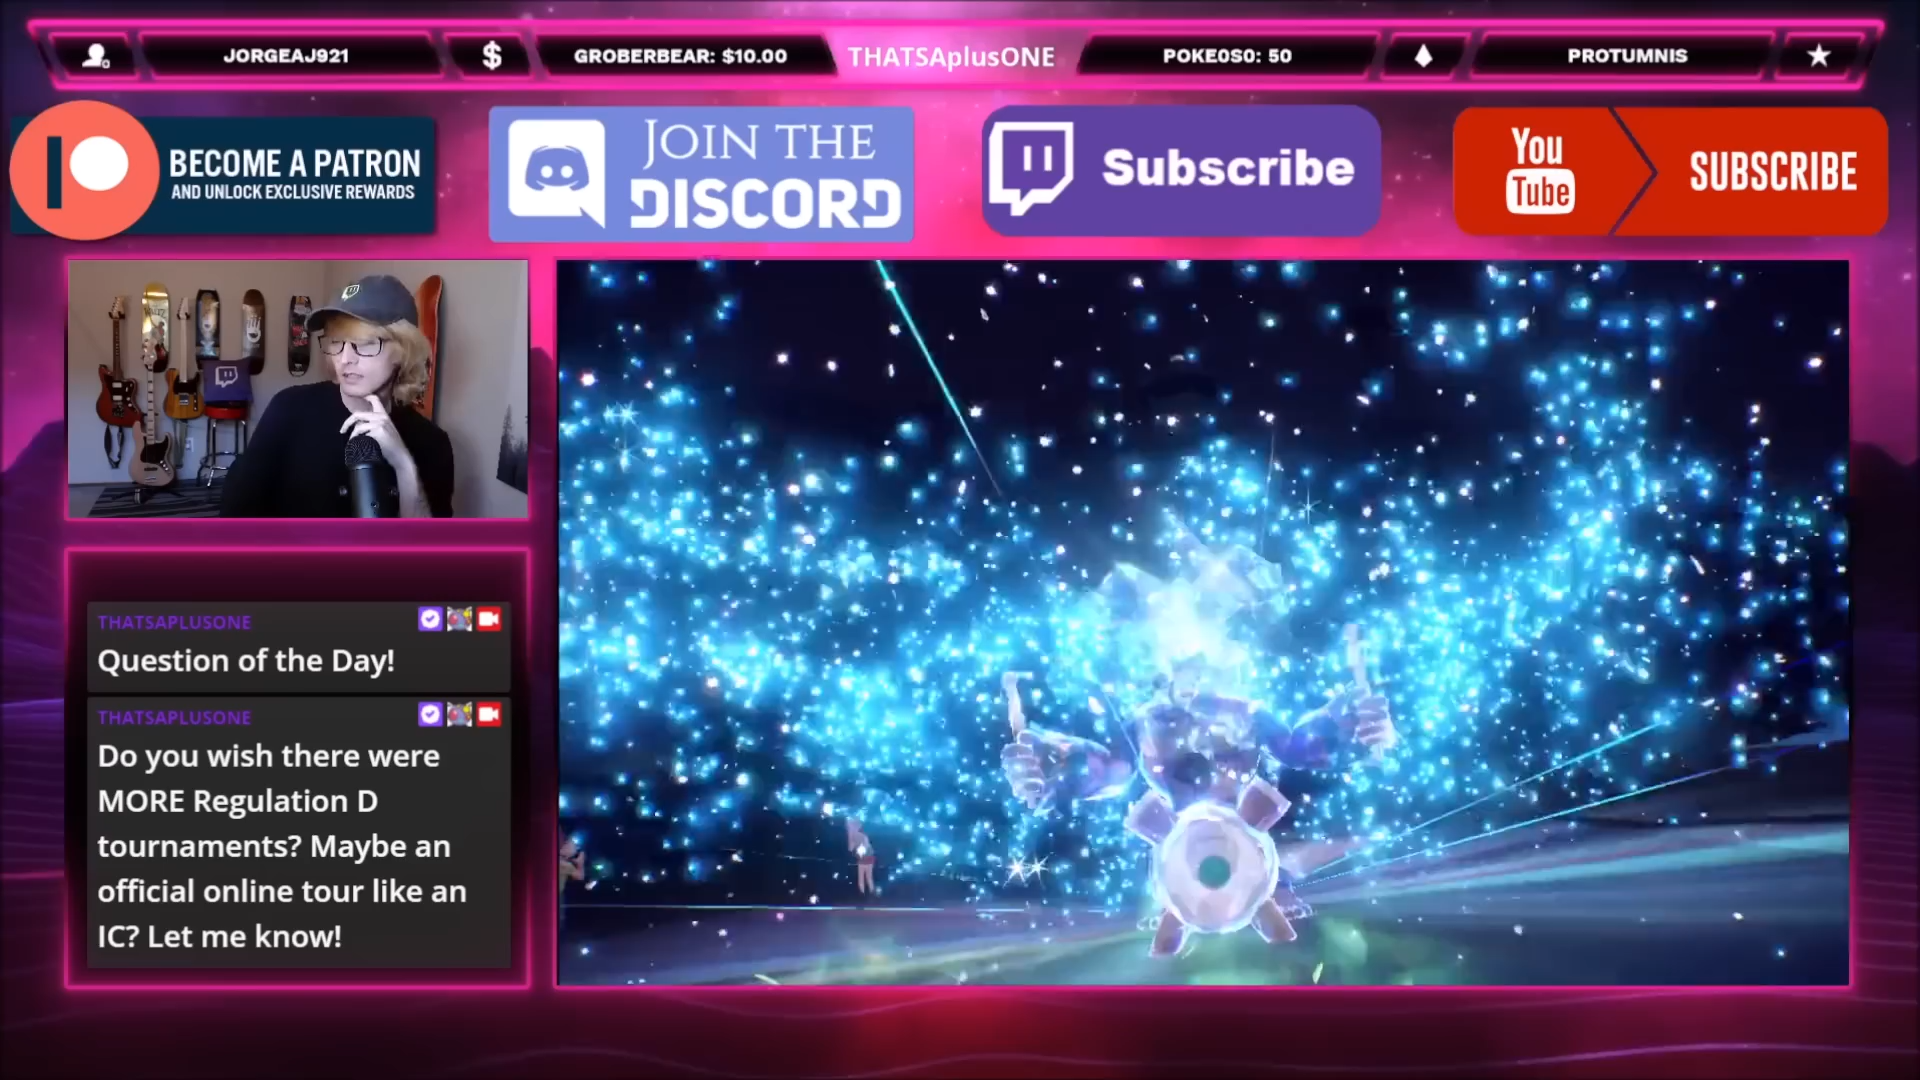 JORGEAJ921
$
GROBERBEAR: $10.00
THATSAplusONE
POKE0S0: 50
PROTUMNIS
BECOME A PATRON
AND UNLOCK EXCLUSIVE REWARDS
JOIN THE
DISCORD
Subscribe
You
Tube
SUBSCRIBE
THATSAPLUSONE
Question of the Day!
THATSAPLUSONE
Do you wish there were
MORE Regulation D
tournaments? Maybe an
official online tour like an
IC? Let me know!